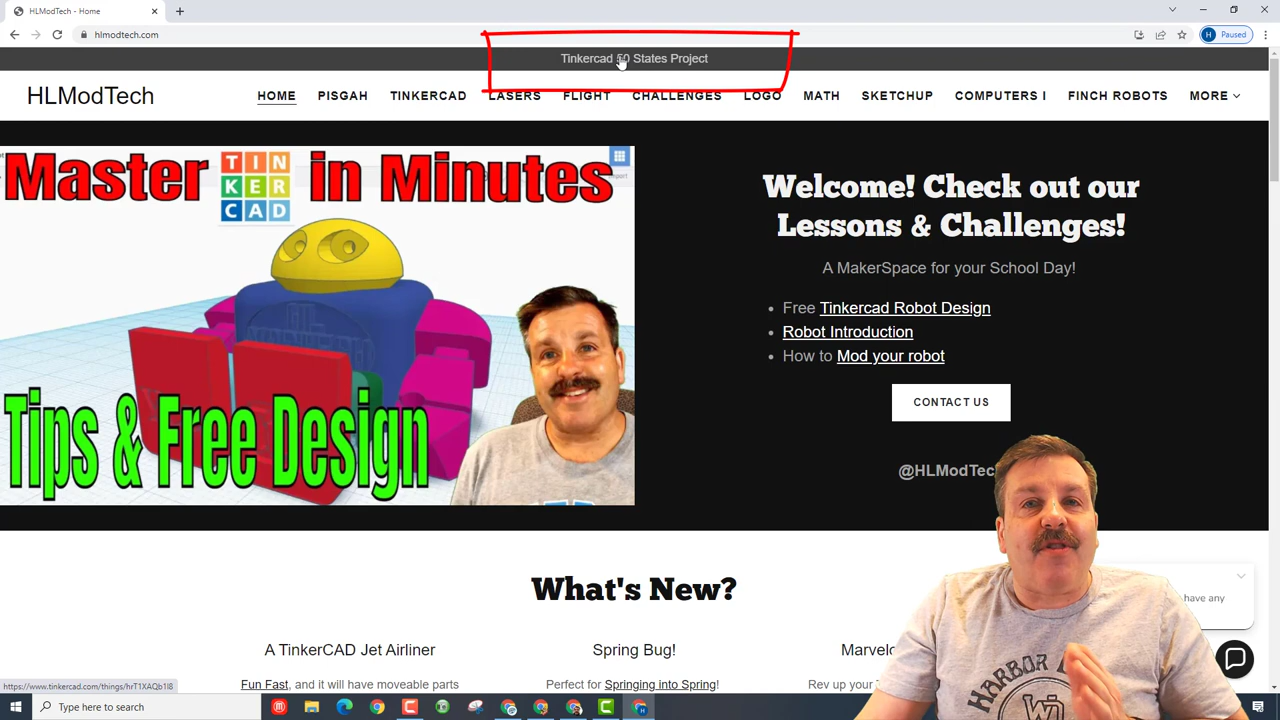 HLModTech - Home
hlmodtech.com
Paused
Tinkercad 50 States Project
HLModTech
HOME PISGAH TINKERCAD LASERS FLIGHT CHALLENGES LOGO MATH SKETCHUP COMPUTERS I FINCH ROBOTS MORE
Master TINKERCAD in Minutes
Tips & Free Design
Welcome! Check out our
Lessons & Challenges!
A MakerSpace for your School Day!
Free Tinkercad Robot Design
Robot Introduction
How to Mod your robot
CONTACT US
@HLModTec
have any
What's New?
A TinkerCAD Jet Airliner
Fun Fast, and it will have moveable parts
Spring Bug!
Perfect for Springing into Spring!
Marvelo
Rev up your
HARBOR
WI
https://www.tinkercad.com/things/hrT1XAQb1l8
Type here to search